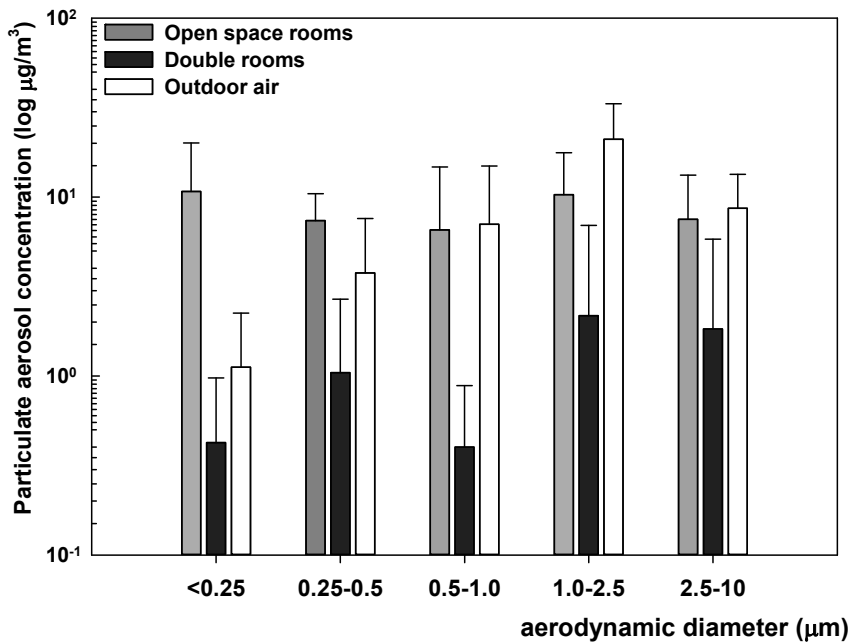 Particulate aerosol concentration (log μg/m³)
10²
10¹
10⁰
10⁻¹
Open space rooms
Double rooms
Outdoor air
<0.25 0.25-0.5 0.5-1.0 1.0-2.5 2.5-10
aerodynamic diameter (μm)